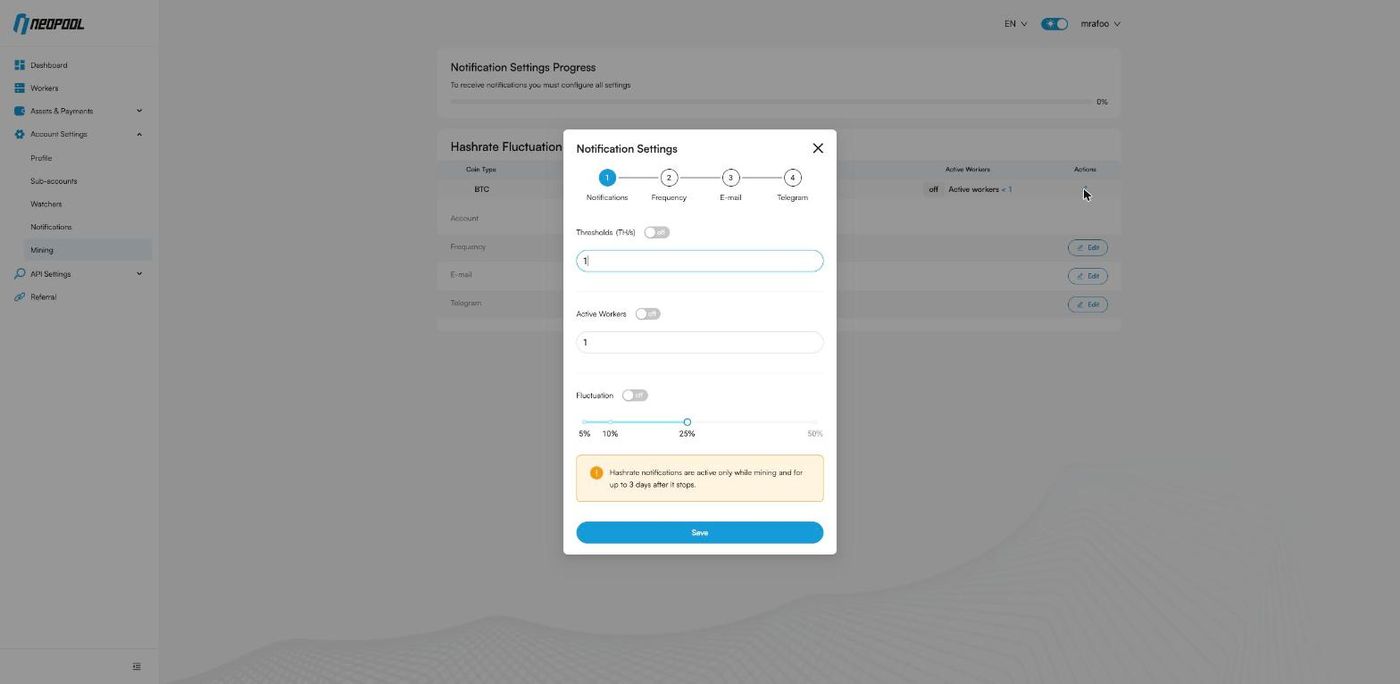 NEOPOOL
EN
mrafoo
Dashboard
Workers
Assets & Payments
Account Settings
Profile
Sub-accounts
Watchers
Notifications
Mining
API Settings
Referral
Notification Settings Progress
To receive notifications you must configure all settings
0%
Hashrate Fluctuation
Coin Type
Active Workers
Actions
BTC
off Active workers < 1
Account
Frequency
Edit
E-mail
Edit
Telegram
Edit
Notification Settings
1 2 3 4
Notifications Frequency E-mail Telegram
Thresholds (TH/s) off
1
Active Workers off
1
Fluctuation off
5% 10% 25% 50%
Hashrate notifications are active only while mining and for
up to 3 days after it stops.
Save